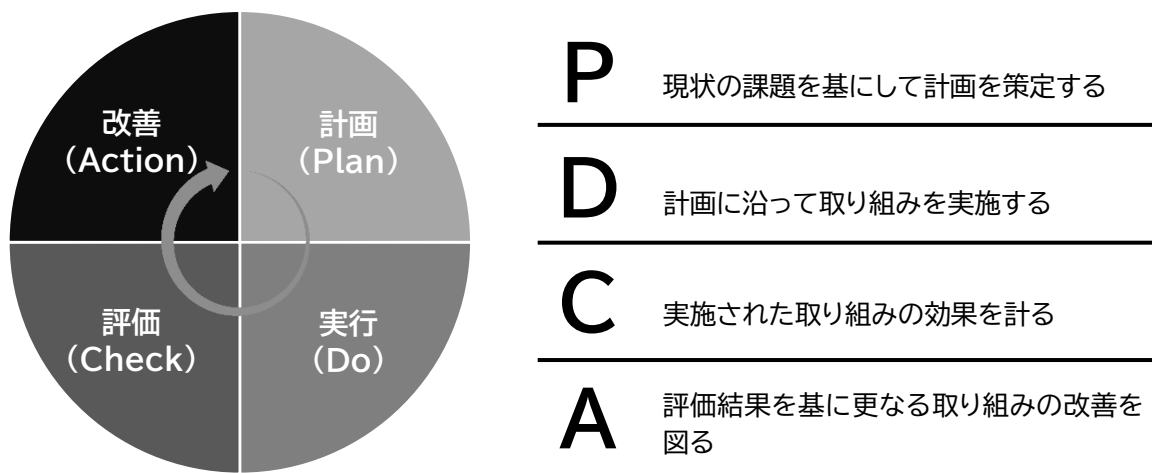 改善
（Action）
計画
（Plan）
評価
（Check）
実行
（Do）
P
現状の課題を基にして計画を策定する
D
計画に沿って取り組みを実施する
C
実施された取り組みの効果を計る
A
評価結果を基に更なる取り組みの改善を
図る